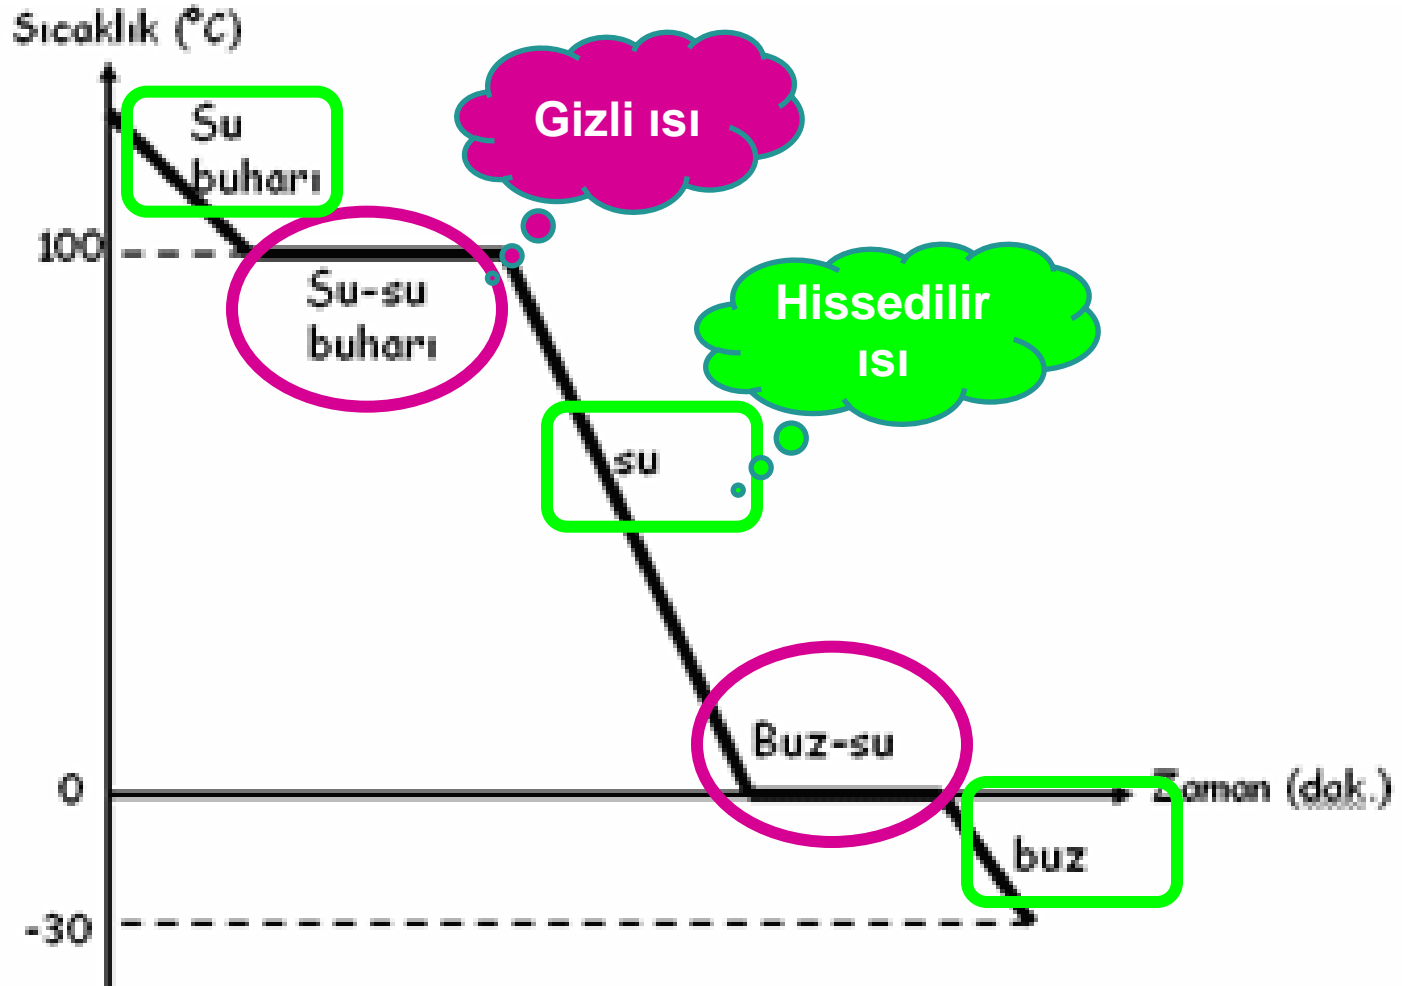 Sıcaklık (°C)
Su
buharı
Gizli ısı
100
Su-su
buharı
Hissedilir
ısı
su
Buz-su
0
Zaman (dak.)
buz
-30